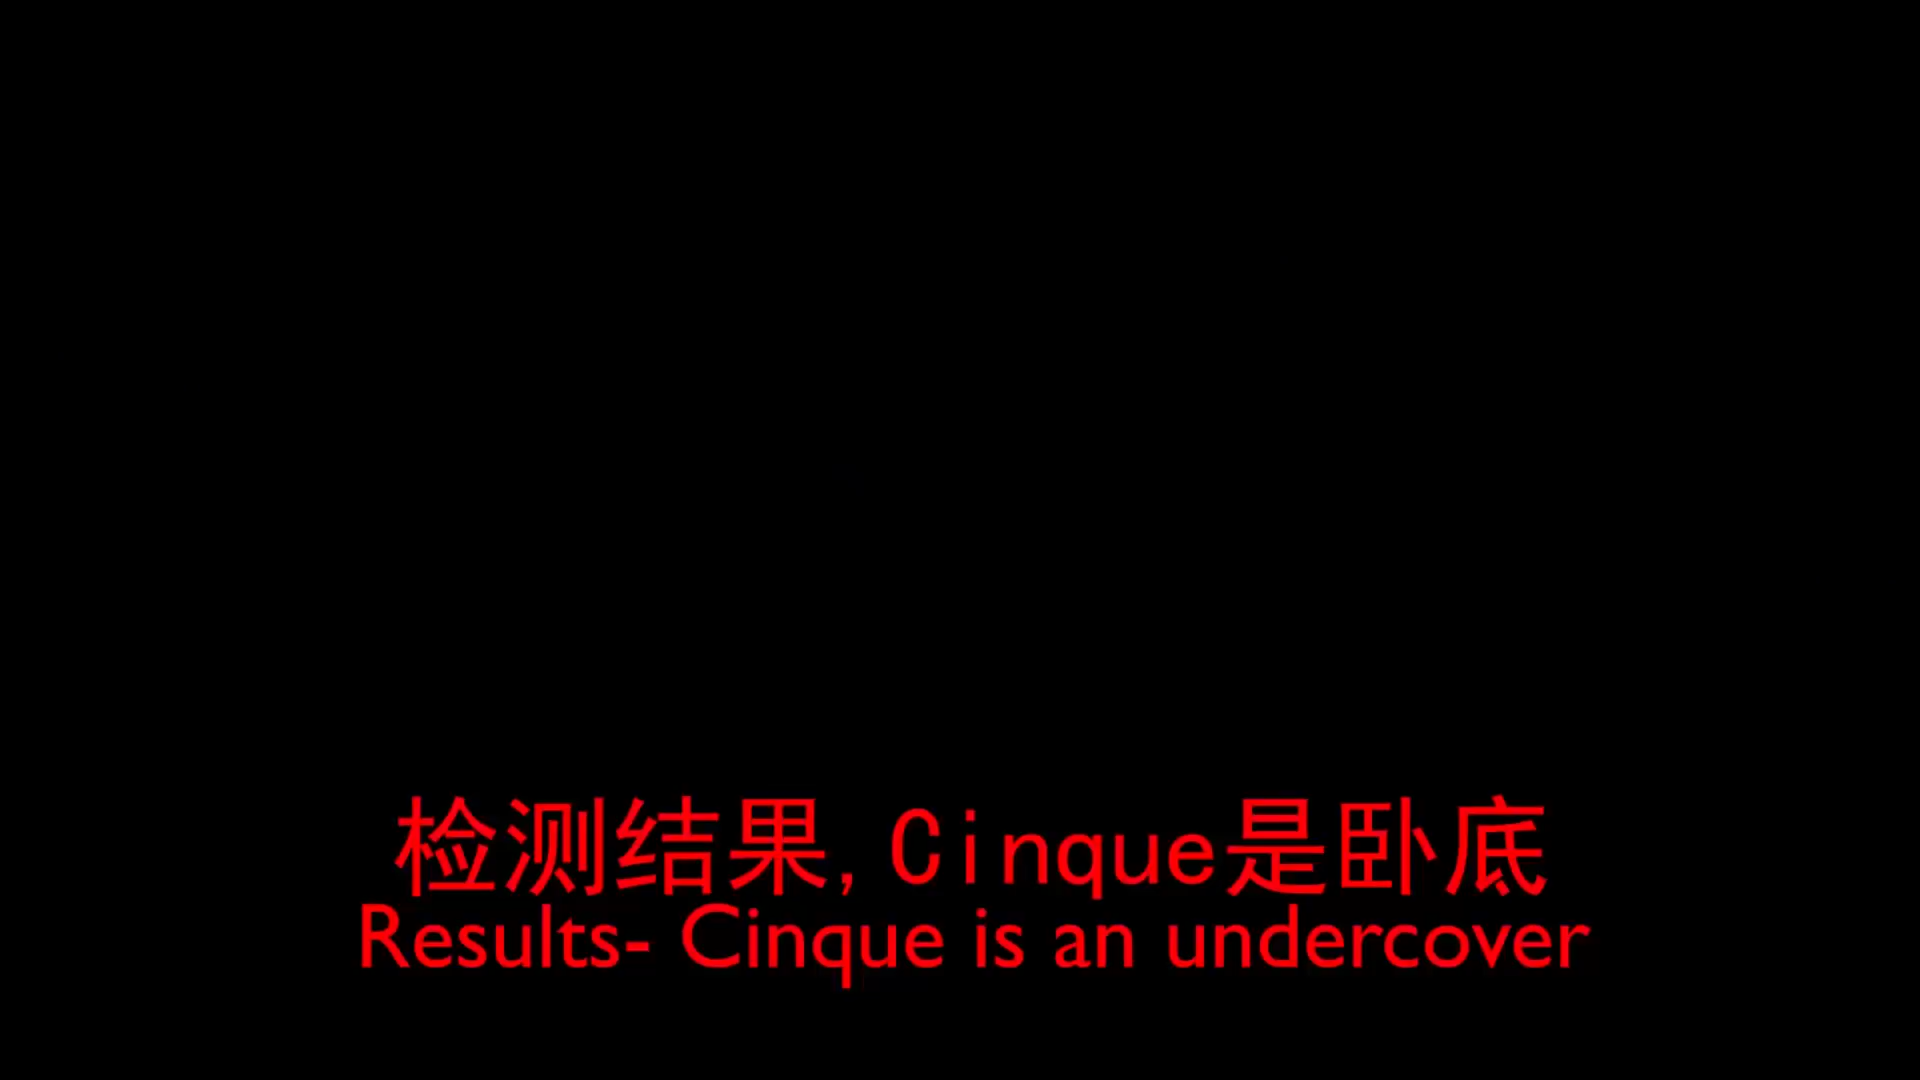 检测结果,Cinque是卧底
Results- Cinque is an undercover